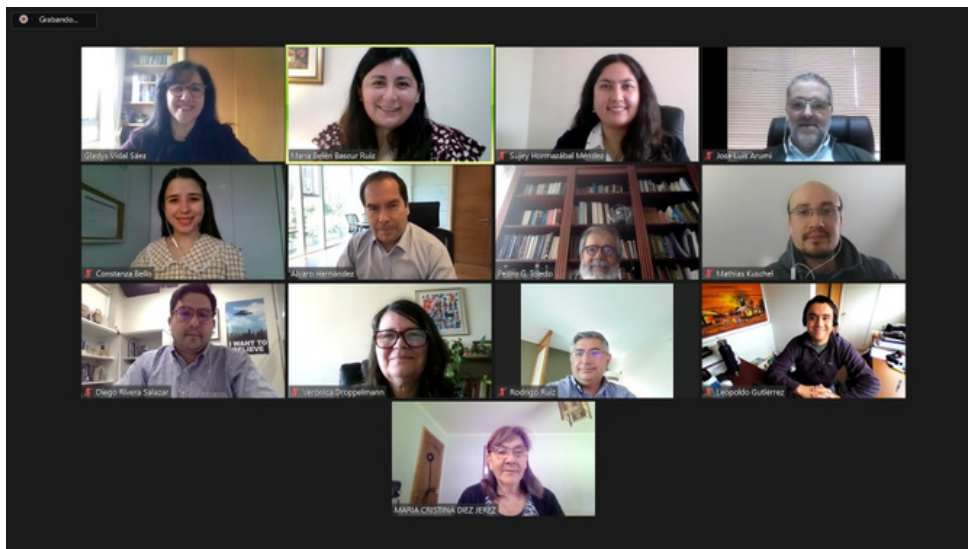 Grabando...
Gladys Vidal Sáez
María Belén Bascur Ruiz
Sujey Hormazábal Méndez
José Luis Arumí
Constanza Bello
Alvaro Hernández
Pedro G. Toledo
Mathias Kuschel
Diego Rivera Salazar
I WANT TO
BELIEVE
Verónica Droppelmann
Rodrigo Ruiz
Leopoldo Gutiérrez
MARIA CRISTINA DIEZ JEREZ